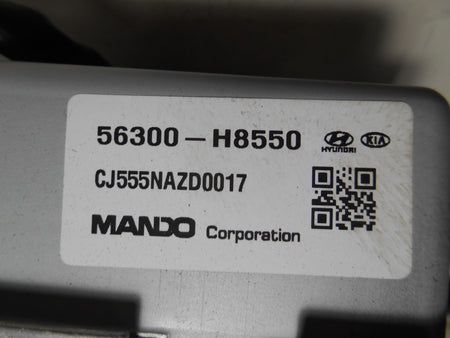 56300-H8550
HYUNDAI KIA
CJ555NAZD0017
MANDO Corporation